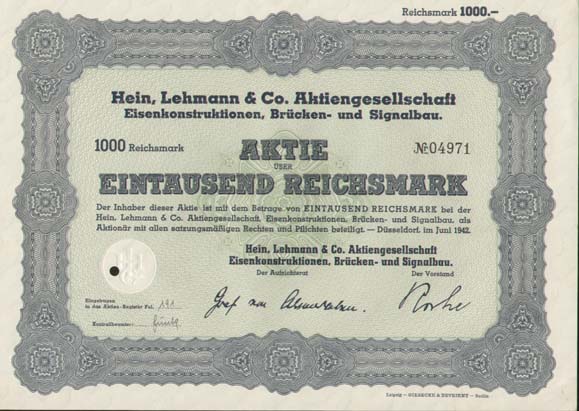 Reichsmark 1000.—
Hein, Lehmann & Co. Aktiengesellschaft
Eisenkonstruktionen, Brücken- und Signalbau.
1000 Reichsmark
AKTIE
№ 04971
ÜBER
EINTAUSEND REICHSMARK
Der Inhaber dieser Aktie ist mit dem Betrage von EINTAUSEND REICHSMARK bei der
Hein, Lehmann & Co. Aktiengesellschaft, Eisenkonstruktionen, Brücken- und Signalbau, als
Aktionär mit allen satzungsmäßigen Rechten und Pflichten beteiligt. — Düsseldorf, im Juni 1942.
Hein, Lehmann & Co. Aktiengesellschaft
Eisenkonstruktionen, Brücken- und Signalbau.
Der Aufsichtsrat
Der Vorstand
Eingetragen
in das Aktien-Register Fol. 191
Kontrollbeamter:
Leipzig — GIESECKE & DEVRIENT — Berlin